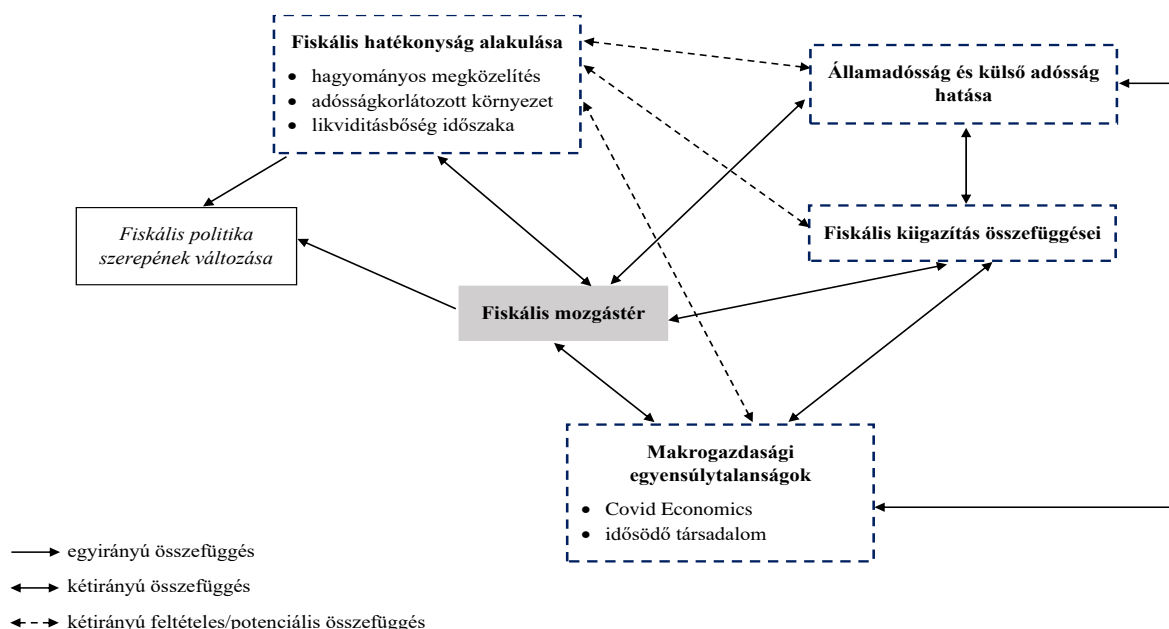 Fiskális hatékonyság alakulása
• hagyományos megközelítés
• adósságkorlátozott környezet
• likviditásbőség időszaka
Államadósság és külső adósság
hatása
Fiskális politika
szerepének változása
Fiskális kiigazítás összefüggései
Fiskális mozgástér
Makrogazdasági
egyensúlytalanságok
• Covid Economics
• idősödő társadalom
egyirányú összefüggés
kétirányú összefüggés
kétirányú feltételes/potenciális összefüggés